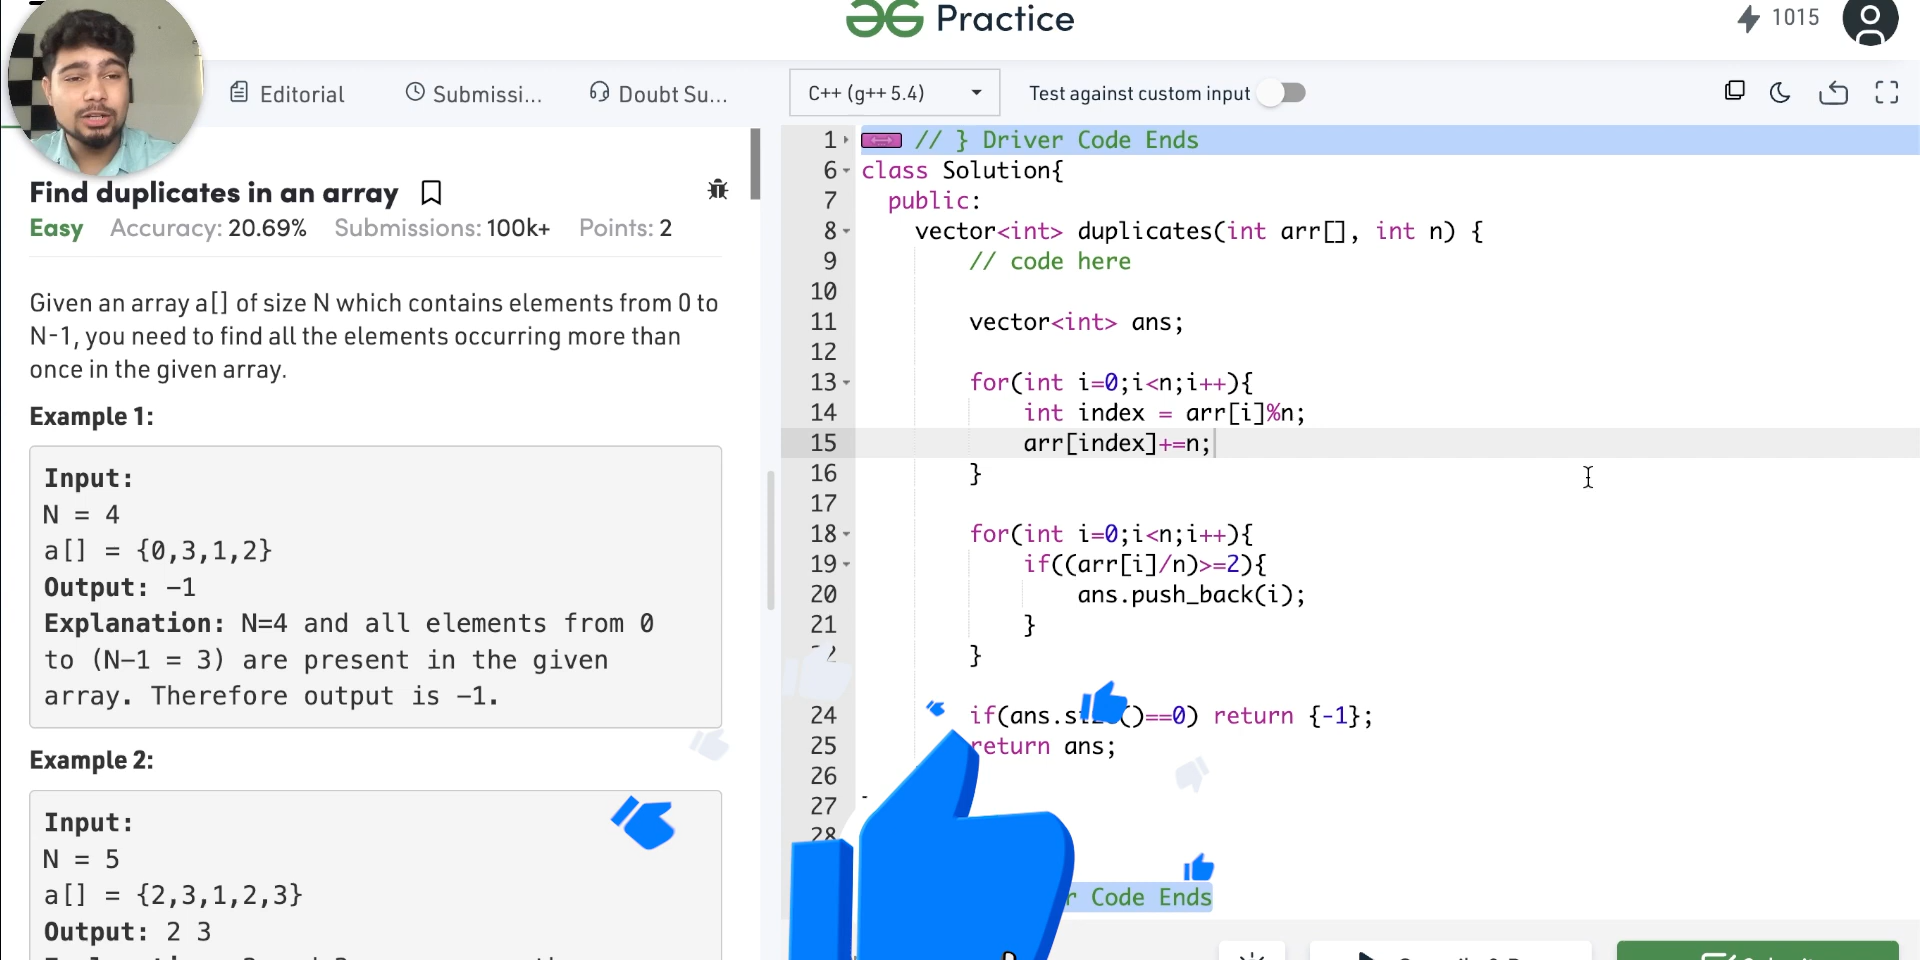 Practice
1015
Editorial
Submissi...
Doubt Su...
C++ (g++ 5.4)
Test against custom input
Find duplicates in an array
Easy Accuracy: 20.69% Submissions: 100k+ Points: 2
Given an array a[] of size N which contains elements from 0 to
N-1, you need to find all the elements occurring more than
once in the given array.
Example 1:
Input:
N = 4
a[] = {0,3,1,2}
Output: -1
Explanation: N=4 and all elements from 0
to (N-1 = 3) are present in the given
array. Therefore output is -1.
Example 2:
Input:
N = 5
a[] = {2,3,1,2,3}
Output: 2 3
1 // } Driver Code Ends
6 class Solution{
7 public:
8 vector<int> duplicates(int arr[], int n) {
9 // code here
10
11 vector<int> ans;
12
13 for(int i=0;i<n;i++){
14 int index = arr[i]%n;
15 arr[index]+=n;
16 }
17
18 for(int i=0;i<n;i++){
19 if((arr[i]/n)>=2){
20 ans.push_back(i);
21 }
}
24 if(ans.size()==0) return {-1};
25 return ans;
26
27
28
Code Ends